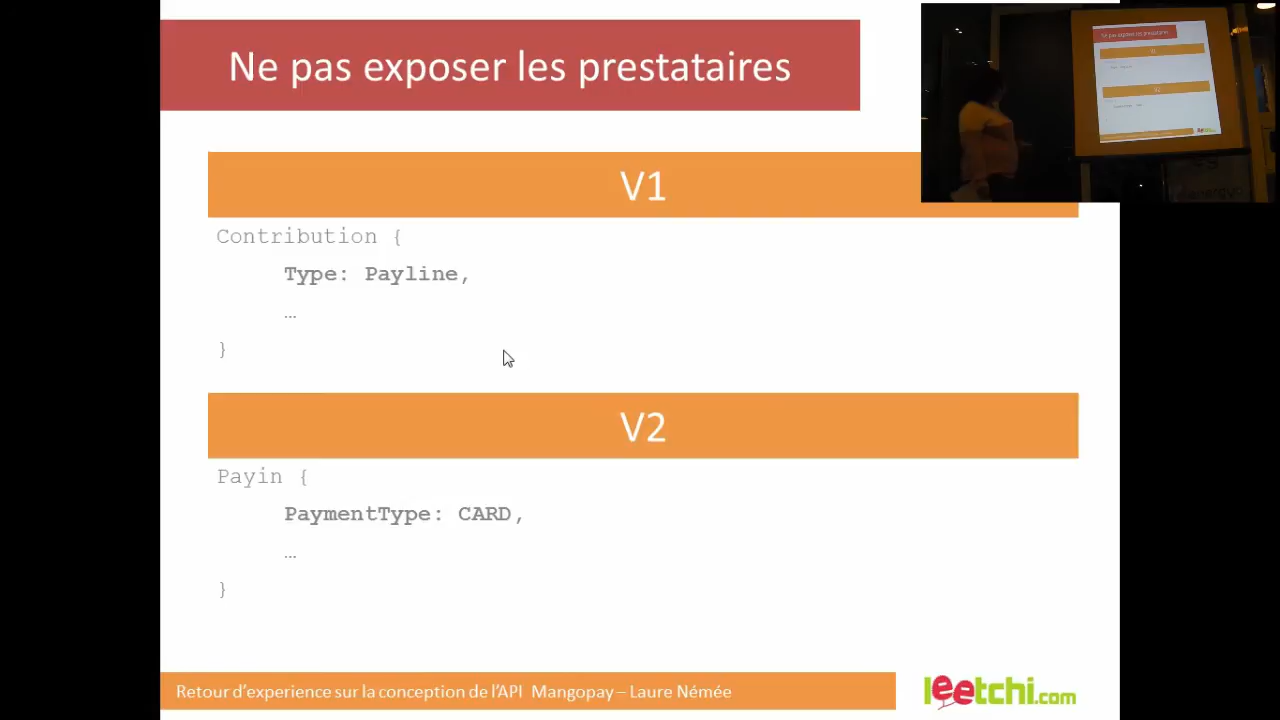 Ne pas exposer les prestataires
V1
Contribution {
Type: Payline,
…
}
V2
Payin {
PaymentType: CARD,
…
}
Retour d'experience sur la conception de l'API Mangopay – Laure Némée
leetchi.com